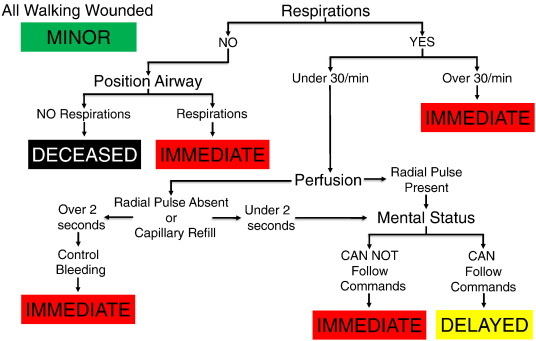 All Walking Wounded
MINOR
Respirations
NO
YES
Position Airway
Under 30/min
Over 30/min
NO Respirations
Respirations
IMMEDIATE
DECEASED
IMMEDIATE
Perfusion
Radial Pulse
Present
Radial Pulse Absent
or
Capillary Refill
Over 2
seconds
Under 2
seconds
Mental Status
Control
Bleeding
CAN NOT
Follow
Commands
CAN
Follow
Commands
IMMEDIATE
IMMEDIATE
DELAYED